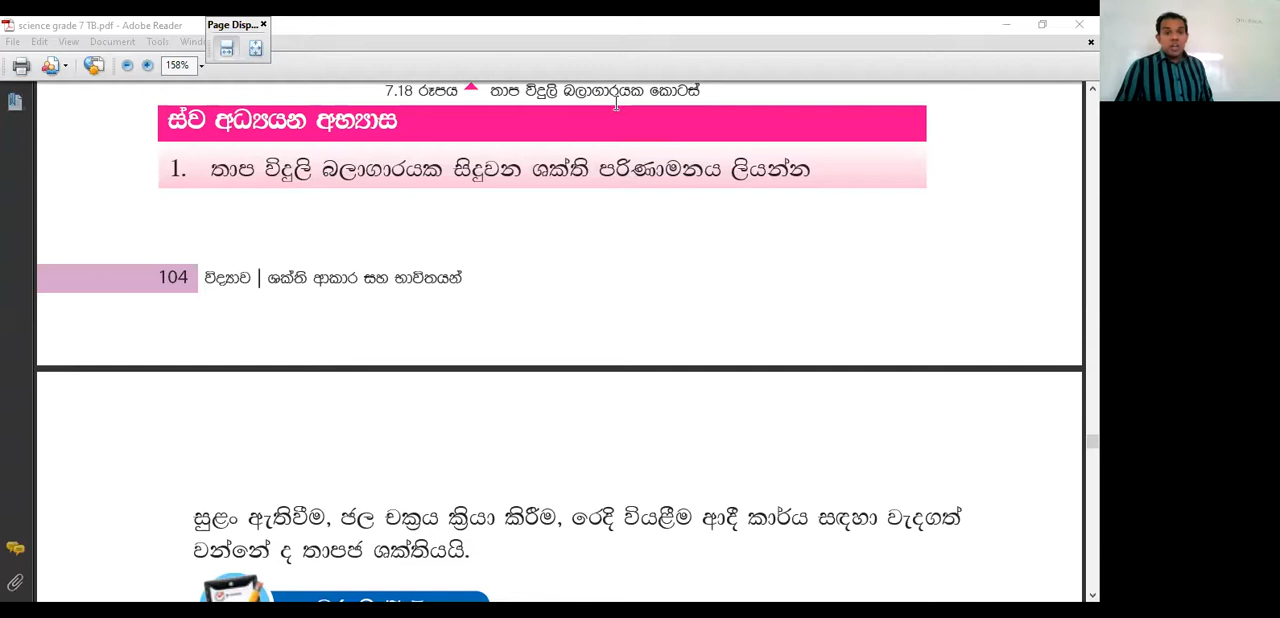 science grade 7 TB.pdf - Adobe Reader
Page Disp...
File Edit View Document Tools Wind
158%
7.18 රූපය තාප විදුලි බලාගාරයක කොටස්
ස්ව අධ්‍යයන අභ්‍යාස
1. තාප විදුලි බලාගාරයක සිදුවන ශක්ති පරිණාමනය ලියන්න
104 විද්‍යාව | ශක්ති ආකාර සහ භාවිතයන්
සුළං ඇතිවීම, ජල චක්‍රය ක්‍රියා කිරීම, රෙදි වියළීම ආදී කාර්ය සඳහා වැදගත්
වන්නේ ද තාපජ ශක්තියයි.